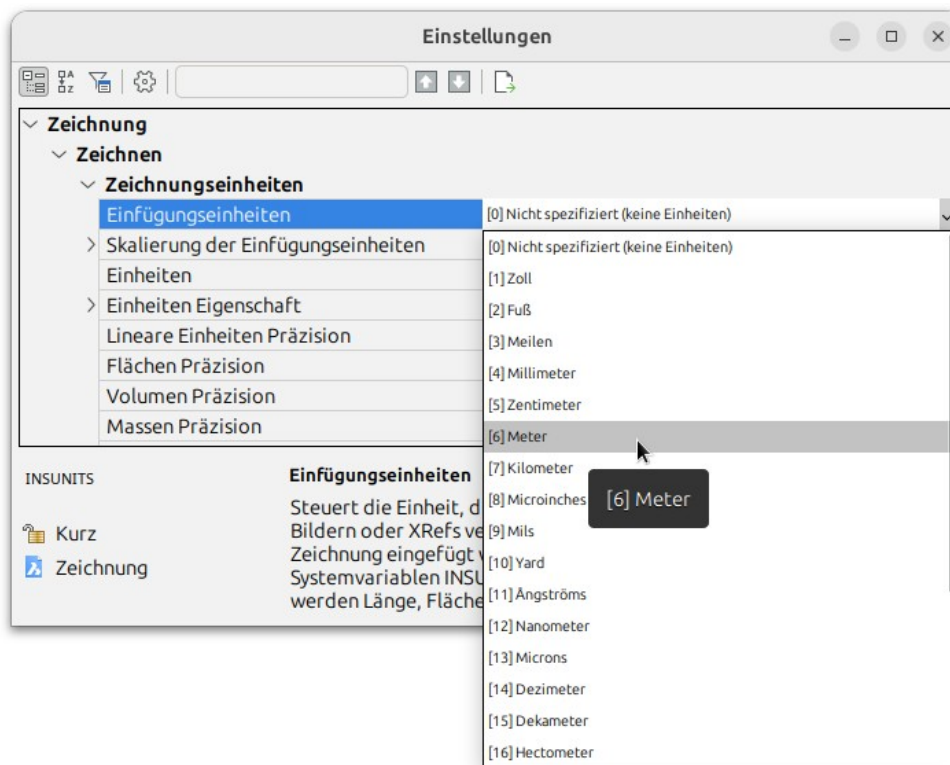 Einstellungen
Zeichnung
Zeichnen
Zeichnungseinheiten
Einfügungseinheiten
[0] Nicht spezifiziert (keine Einheiten)
Skalierung der Einfügungseinheiten
Einheiten
Einheiten Eigenschaft
Lineare Einheiten Präzision
Flächen Präzision
Volumen Präzision
Massen Präzision
[0] Nicht spezifiziert (keine Einheiten)
[1] Zoll
[2] Fuß
[3] Meilen
[4] Millimeter
[5] Zentimeter
[6] Meter
[7] Kilometer
[8] Microinches
[9] Mils
[10] Yard
[11] Ångströms
[12] Nanometer
[13] Microns
[14] Dezimeter
[15] Dekameter
[16] Hectometer
[6] Meter
INSUNITS
Kurz
Zeichnung
Einfügungseinheiten
Steuert die Einheit, d
Bildern oder XRefs ve
Zeichnung eingefügt
Systemvariablen INSU
werden Länge, Fläche